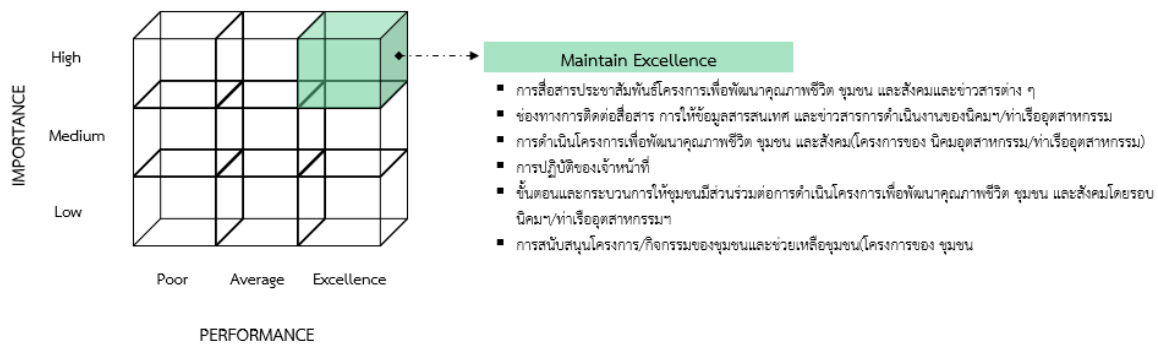 High
Medium
Low
IMPORTANCE
Poor Average Excellence
PERFORMANCE
Maintain Excellence
▪ การสื่อสารประชาสัมพันธ์โครงการเพื่อพัฒนาคุณภาพชีวิต ชุมชน และสังคมและข่าวสารต่าง ๆ
▪ ช่องทางการติดต่อสื่อสาร การให้ข้อมูลสารสนเทศ และข่าวสารการดำเนินงานของนิคมฯ/ท่าเรืออุตสาหกรรม
▪ การดำเนินโครงการเพื่อพัฒนาคุณภาพชีวิต ชุมชน และสังคม(โครงการของ นิคมอุตสาหกรรม/ท่าเรืออุตสาหกรรม)
▪ การปฏิบัติของเจ้าหน้าที่
▪ ขั้นตอนและกระบวนการให้ชุมชนมีส่วนร่วมต่อการดำเนินโครงการเพื่อพัฒนาคุณภาพชีวิต ชุมชน และสังคมโดยรอบ
นิคมฯ/ท่าเรืออุตสาหกรรมฯ
▪ การสนับสนุนโครงการ/กิจกรรมของชุมชนและช่วยเหลือชุมชน(โครงการของ ชุมชน